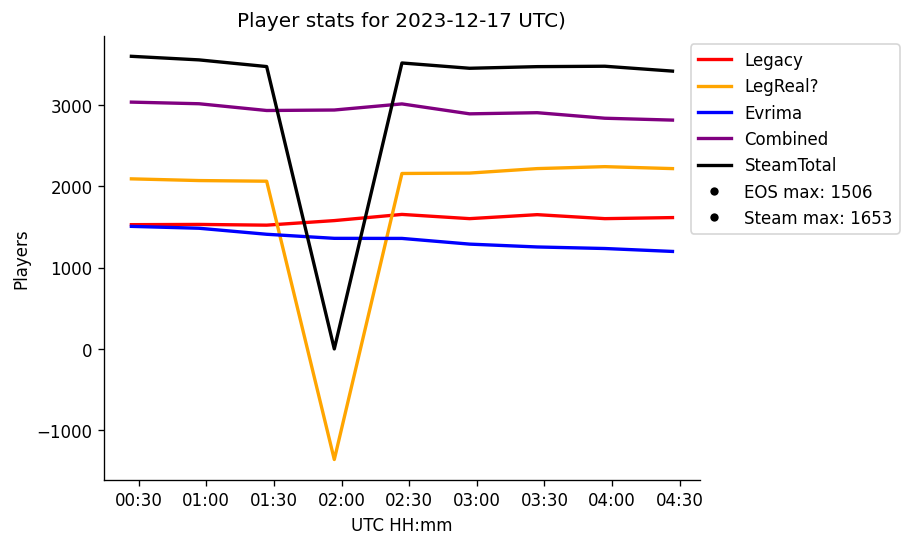 Player stats for 2023-12-17 UTC)
Legacy
LegReal?
Evrima
Combined
SteamTotal
EOS max: 1506
Steam max: 1653
Players
3000
2000
1000
0
−1000
00:30 01:00 01:30 02:00 02:30 03:00 03:30 04:00 04:30
UTC HH:mm